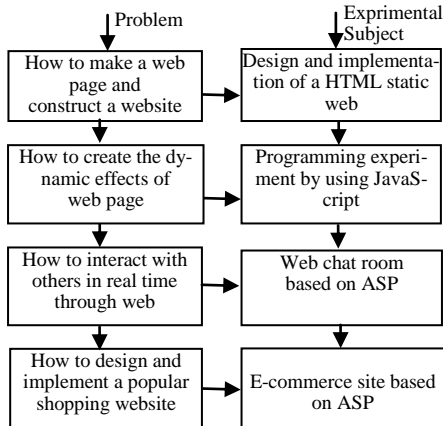 Problem
Exprimental
Subject
How to make a web
page and
construct a website
Design and implementa-
tion of a HTML static
web
How to create the dy-
namic effects of
web page
Programming experi-
ment by using JavaS-
cript
How to interact with
others in real time
through web
Web chat room
based on ASP
How to design and
implement a popular
shopping website
E-commerce site based
on ASP